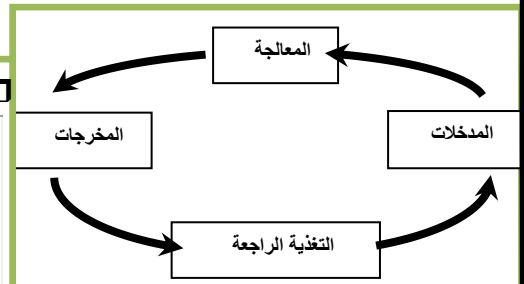 المعالجة
المدخلات
المخرجات
التغذية الراجعة